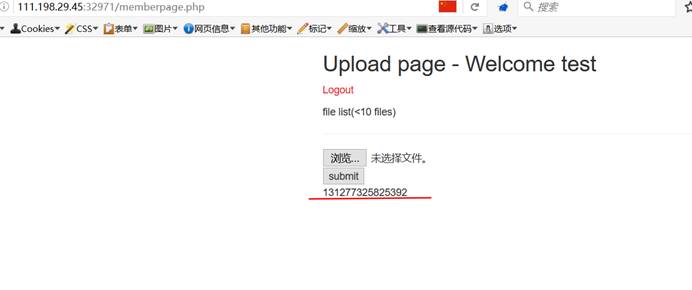 111.198.29.45:32971/memberpage.php
搜索
Cookies CSS 表单 图片 网页信息 其他功能 标记 缩放 工具 查看源代码 选项
Upload page - Welcome test
Logout
file list(<10 files)
浏览... 未选择文件。
submit
131277325825392